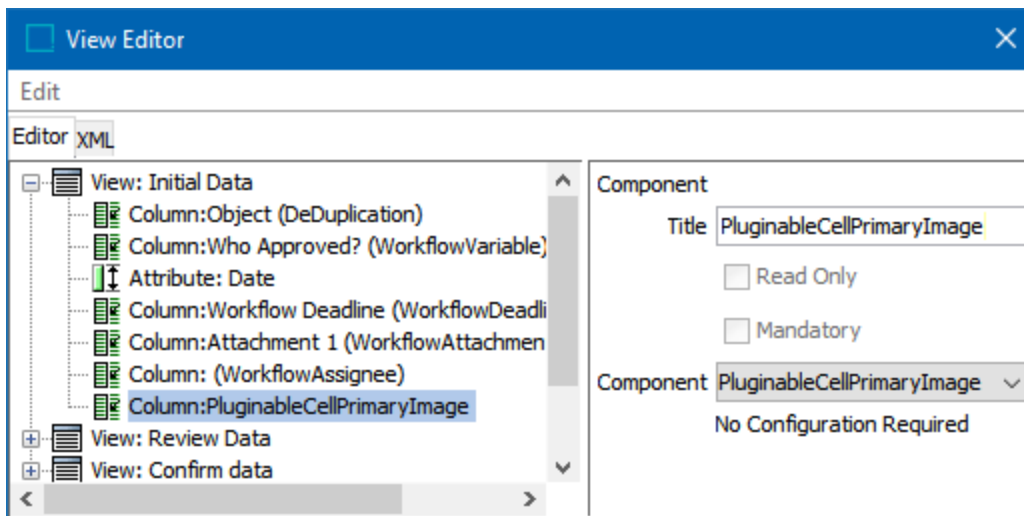 View Editor
Edit
Editor XML
View: Initial Data
Column:Object (DeDuplication)
Column:Who Approved? (WorkflowVariable)
Attribute: Date
Column:Workflow Deadline (WorkflowDeadli
Column:Attachment 1 (WorkflowAttachmen
Column: (WorkflowAssignee)
Column:PluginableCellPrimaryImage
View: Review Data
View: Confirm data
Component
Title PluginableCellPrimaryImage
Read Only
Mandatory
Component PluginableCellPrimaryImage
No Configuration Required